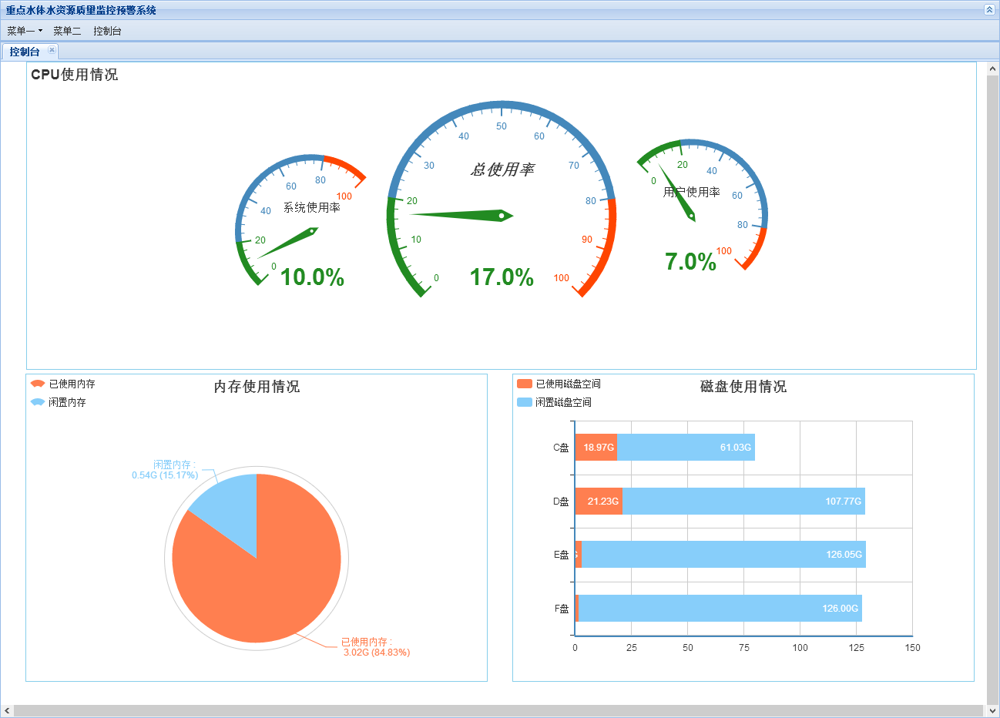 重点水体水资源质量监控预警系统
菜单一 菜单二 控制台
控制台
CPU使用情况
系统使用率
0 20 40 60 80 100
10.0%
总使用率
0 10 20 30 40 50 60 70 80 90 100
17.0%
用户使用率
0 20 40 60 80 100
7.0%
内存使用情况
已使用内存
闲置内存
闲置内存 :
0.54G (15.17%)
已使用内存 :
3.02G (84.83%)
磁盘使用情况
已使用磁盘空间
闲置磁盘空间
C盘 18.97G 61.03G
D盘 21.23G 107.77G
E盘 126.05G
F盘 126.00G
0 25 50 75 100 125 150